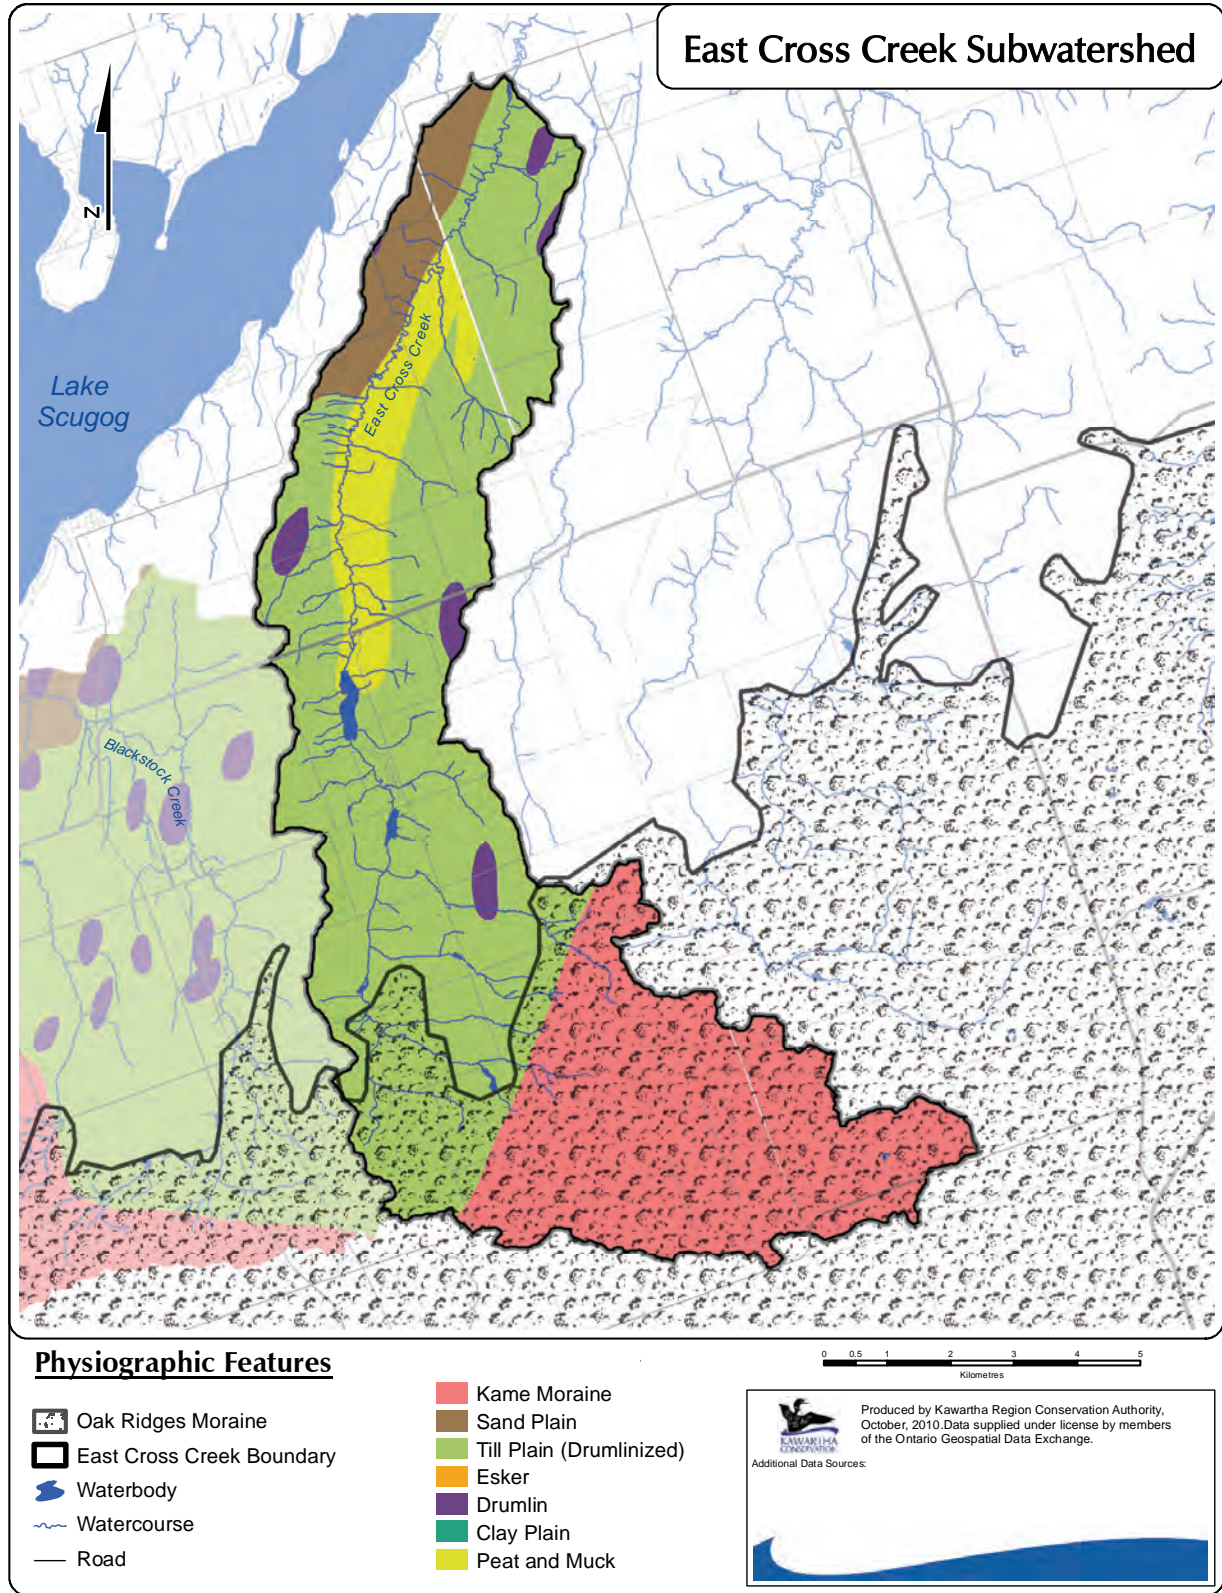 East Cross Creek Subwatershed
N
Lake
Scugog
East Cross Creek
Blackstock Creek
Physiographic Features
Oak Ridges Moraine
East Cross Creek Boundary
Waterbody
Watercourse
Road
Kame Moraine
Sand Plain
Till Plain (Drumlinized)
Esker
Drumlin
Clay Plain
Peat and Muck
0 0.5 1 2 3 4 5
Kilometres
KAWARTHA
CONSERVATION
Produced by Kawartha Region Conservation Authority,
October, 2010.Data supplied under license by members
of the Ontario Geospatial Data Exchange.
Additional Data Sources: